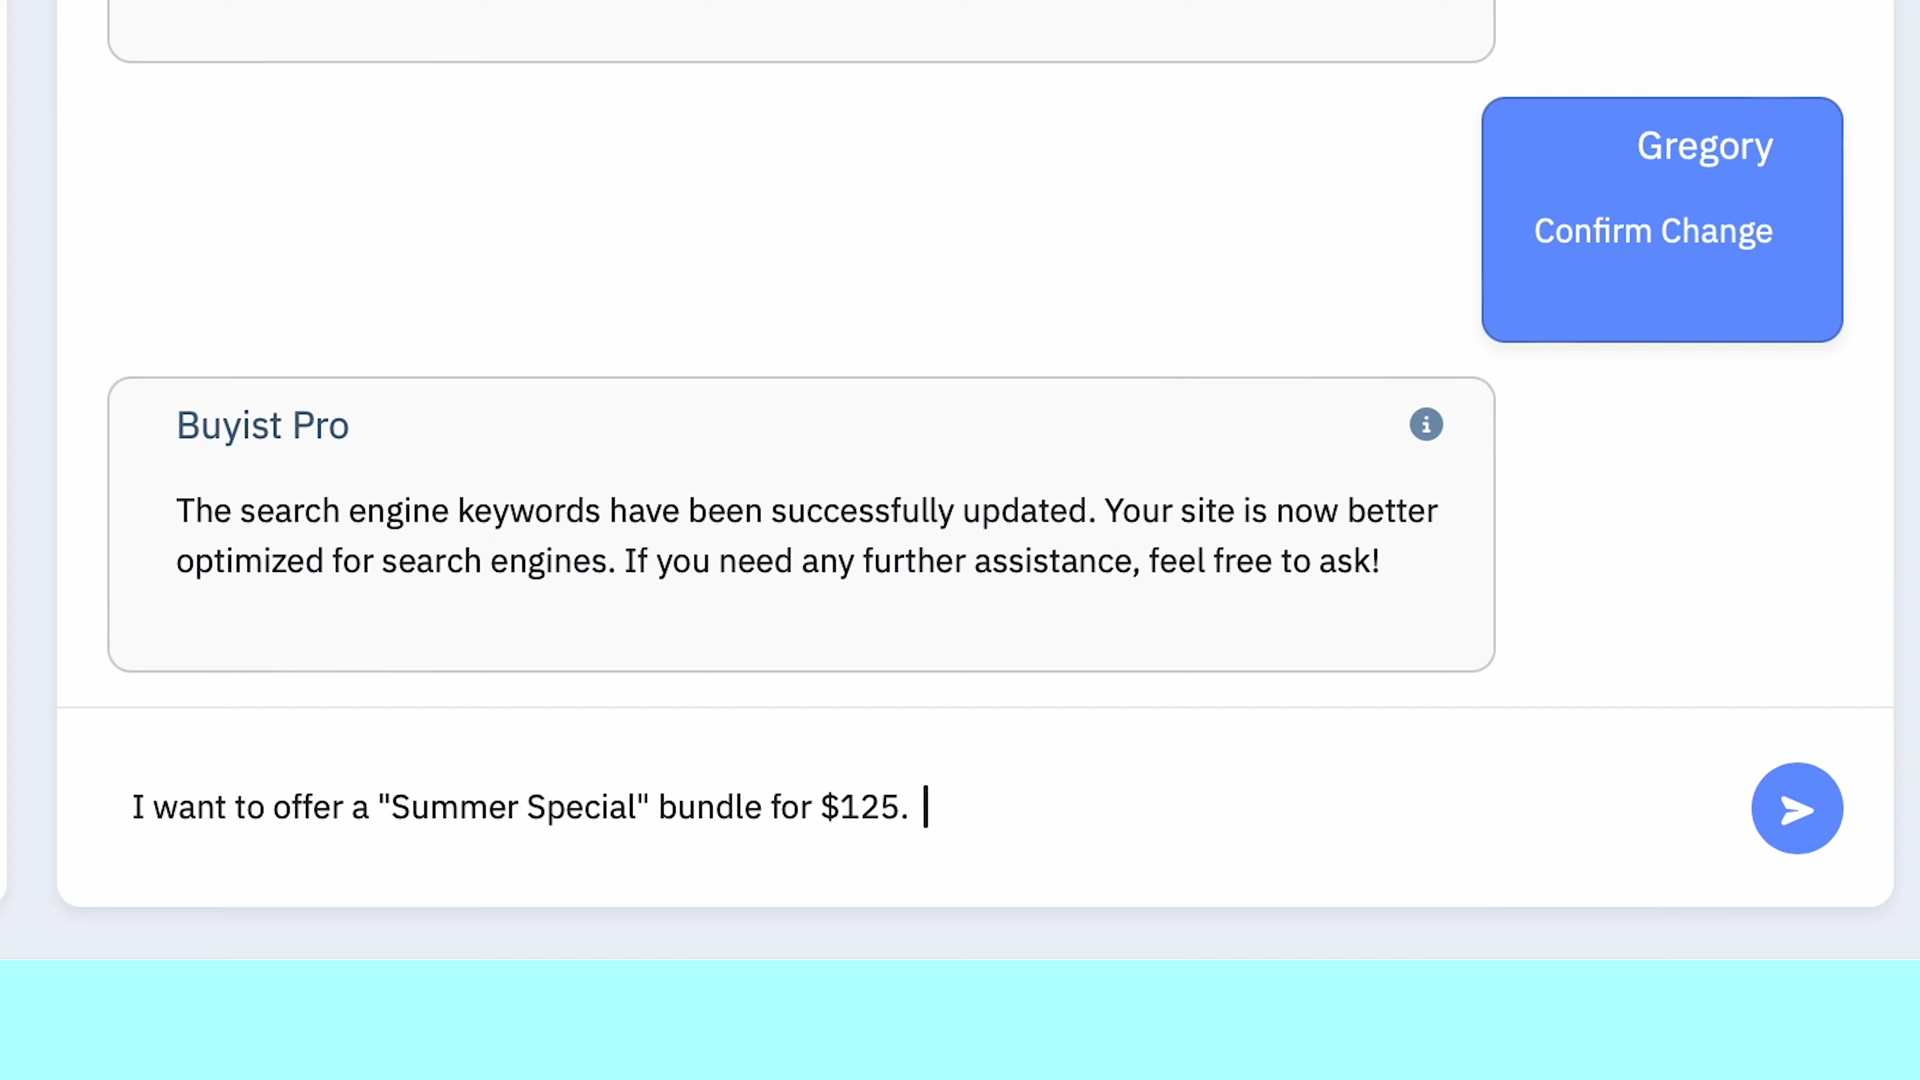 Gregory
Confirm Change
Buyist Pro
The search engine keywords have been successfully updated. Your site is now better
optimized for search engines. If you need any further assistance, feel free to ask!
I want to offer a "Summer Special" bundle for $125.